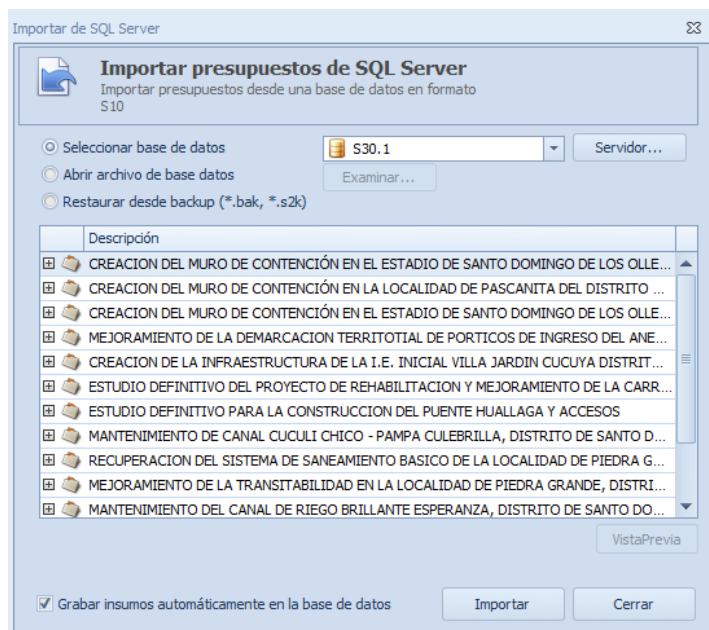 Importar de SQL Server
Importar presupuestos de SQL Server
Importar presupuestos desde una base de datos en formato
S10
Seleccionar base de datos
S30.1
Servidor...
Abrir archivo de base datos
Examinar...
Restaurar desde backup (*.bak, *.s2k)
Descripción
CREACION DEL MURO DE CONTENCIÓN EN EL ESTADIO DE SANTO DOMINGO DE LOS OLLE...
CREACION DEL MURO DE CONTENCIÓN EN LA LOCALIDAD DE PASCANITA DEL DISTRITO ...
CREACION DEL MURO DE CONTENCIÓN EN EL ESTADIO DE SANTO DOMINGO DE LOS OLLE...
MEJORAMIENTO DE LA DEMARCACION TERRITOTIAL DE PORTICOS DE INGRESO DEL ANE...
CREACION DE LA INFRAESTRUCTURA DE LA I.E. INICIAL VILLA JARDIN CUCUYA DISTRIT...
ESTUDIO DEFINITIVO DEL PROYECTO DE REHABILITACION Y MEJORAMIENTO DE LA CARR...
ESTUDIO DEFINITIVO PARA LA CONSTRUCCION DEL PUENTE HUALLAGA Y ACCESOS
MANTENIMIENTO DE CANAL CUCULI CHICO - PAMPA CULEBRILLA, DISTRITO DE SANTO D...
RECUPERACION DEL SISTEMA DE SANEAMIENTO BASICO DE LA LOCALIDAD DE PIEDRA G...
MEJORAMIENTO DE LA TRANSITABILIDAD EN LA LOCALIDAD DE PIEDRA GRANDE, DISTRI...
MANTENIMIENTO DEL CANAL DE RIEGO BRILLANTE ESPERANZA, DISTRITO DE SANTO DO...
VistaPrevia
Grabar insumos automáticamente en la base de datos
Importar
Cerrar